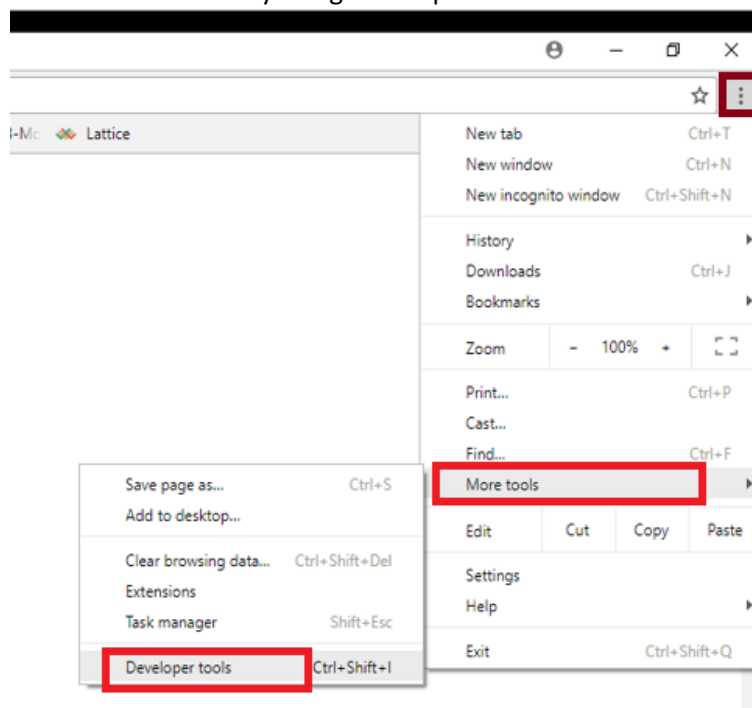 Lattice
New tab Ctrl+T
New window Ctrl+N
New incognito window Ctrl+Shift+N
History
Downloads Ctrl+J
Bookmarks
Zoom - 100% +
Print... Ctrl+P
Cast...
Find... Ctrl+F
More tools
Edit Cut Copy Paste
Settings
Help
Exit Ctrl+Shift+Q
Save page as... Ctrl+S
Add to desktop...
Clear browsing data... Ctrl+Shift+Del
Extensions
Task manager Shift+Esc
Developer tools Ctrl+Shift+I